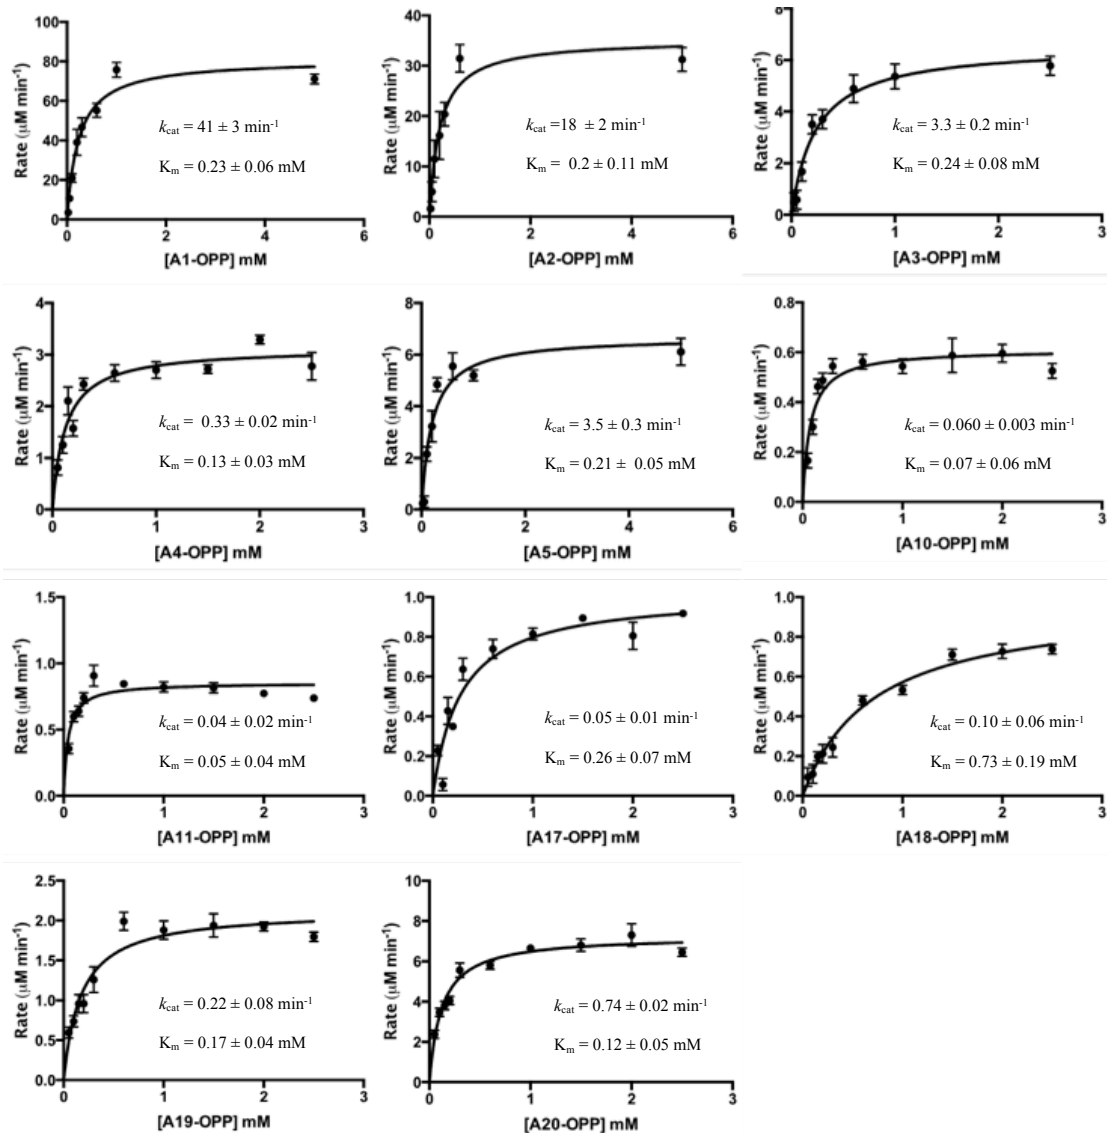 Rate (µM min⁻¹)
100
80
60
40
20
0
0 2 4 6
[A1-OPP] mM
kcat = 41 ± 3 min⁻¹
Km = 0.23 ± 0.06 mM
Rate (µM min⁻¹)
40
30
20
10
0
0 2 4 6
[A2-OPP] mM
kcat =18 ± 2 min⁻¹
Km = 0.2 ± 0.11 mM
Rate (µM min⁻¹)
8
6
4
2
0
0 1 2 3
[A3-OPP] mM
kcat = 3.3 ± 0.2 min⁻¹
Km = 0.24 ± 0.08 mM
Rate (µM min⁻¹)
4
3
2
1
0
0 1 2 3
[A4-OPP] mM
kcat = 0.33 ± 0.02 min⁻¹
Km = 0.13 ± 0.03 mM
Rate (µM min⁻¹)
8
6
4
2
0
0 2 4 6
[A5-OPP] mM
kcat = 3.5 ± 0.3 min⁻¹
Km = 0.21 ± 0.05 mM
Rate (µM min⁻¹)
0.8
0.6
0.4
0.2
0.0
0 1 2 3
[A10-OPP] mM
kcat = 0.060 ± 0.003 min⁻¹
Km = 0.07 ± 0.06 mM
Rate (µM min⁻¹)
1.5
1.0
0.5
0.0
0 1 2 3
[A11-OPP] mM
kcat = 0.04 ± 0.02 min⁻¹
Km = 0.05 ± 0.04 mM
Rate (µM min⁻¹)
1.0
0.8
0.6
0.4
0.2
0.0
0 1 2 3
[A17-OPP] mM
kcat = 0.05 ± 0.01 min⁻¹
Km = 0.26 ± 0.07 mM
Rate (µM min⁻¹)
1.0
0.8
0.6
0.4
0.2
0.0
0 1 2 3
[A18-OPP] mM
kcat = 0.10 ± 0.06 min⁻¹
Km = 0.73 ± 0.19 mM
Rate (µM min⁻¹)
2.5
2.0
1.5
1.0
0.5
0.0
0 1 2 3
[A19-OPP] mM
kcat = 0.22 ± 0.08 min⁻¹
Km = 0.17 ± 0.04 mM
Rate (µM min⁻¹)
10
8
6
4
2
0
0 1 2 3
[A20-OPP] mM
kcat = 0.74 ± 0.02 min⁻¹
Km = 0.12 ± 0.05 mM